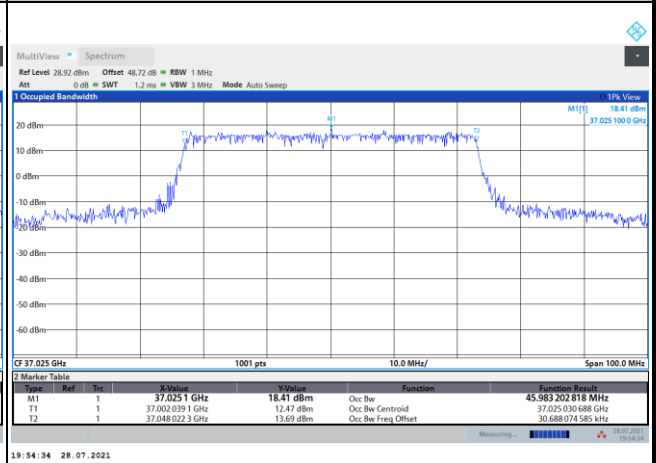 MultiView Spectrum
Ref Level 28.92 dBm Offset 48.72 dB RBW 1 MHz
Att 0 dB SWT 1.2 ms VBW 3 MHz Mode Auto Sweep
1 Occupied Bandwidth 1Pk View
M1[1] 18.41 dBm
37.025 100 0 GHz
M1
20 dBm
T1
T2
10 dBm
0 dBm
-10 dBm
-20 dBm
-30 dBm
-40 dBm
-50 dBm
-60 dBm
CF 37.025 GHz 1001 pts 10.0 MHz/ Span 100.0 MHz
2 Marker Table
Type Ref Trc X-Value Y-Value Function Function Result
M1 1 37.0251 GHz 18.41 dBm Occ Bw 45.983 202 818 MHz
T1 1 37.002 039 1 GHz 12.47 dBm Occ Bw Centroid 37.025 030 688 GHz
T2 1 37.048 022 3 GHz 13.69 dBm Occ Bw Freq Offset 30.688 074 585 kHz
Measuring... 28.07.2021
19:54:34
19:54:34 28.07.2021